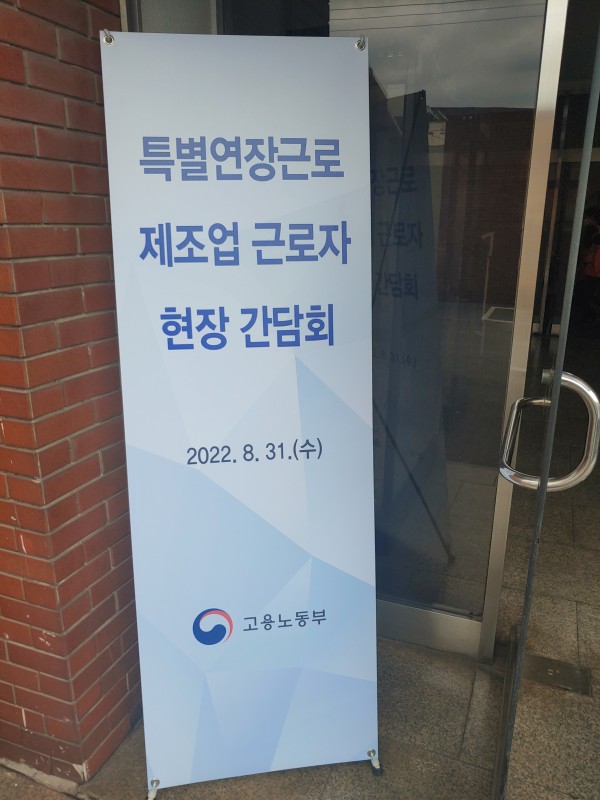 특별연장근로
제조업 근로자
현장 간담회
2022. 8. 31.(수)
고용노동부